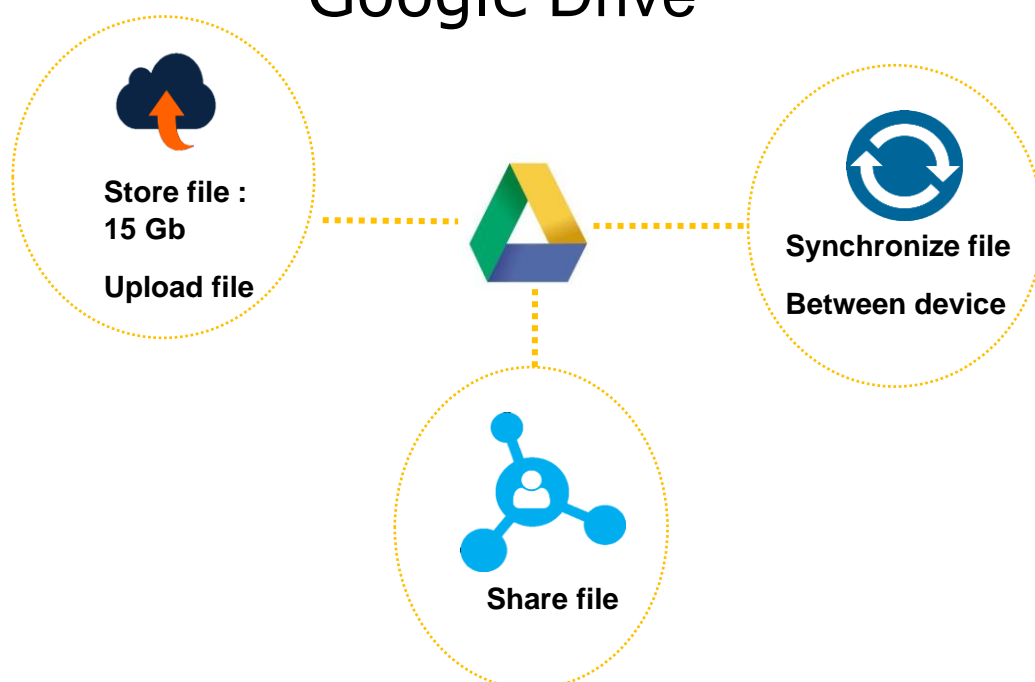 Google Drive
Store file :
15 Gb
Upload file
Synchronize file
Between device
Share file